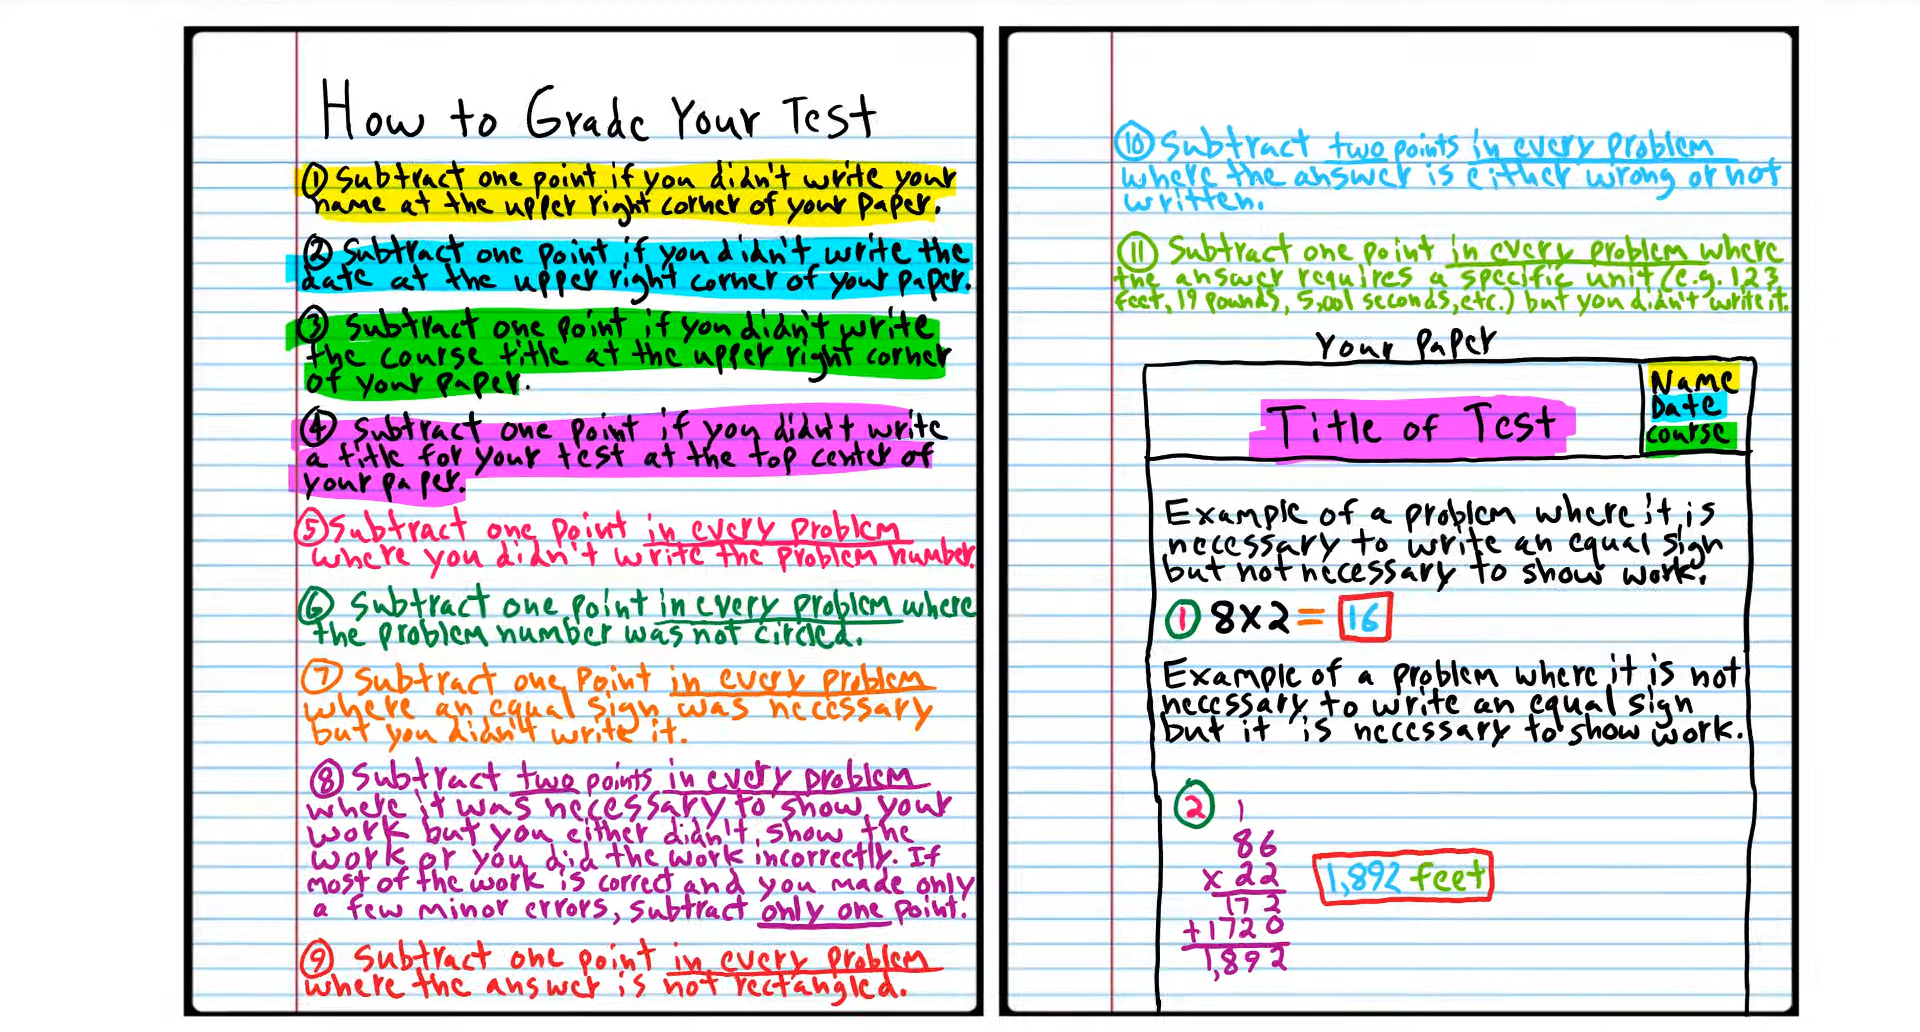 How to Grade Your Test
① Subtract one point if you didn't write your
name at the upper right corner of your paper.
② Subtract one point if you didn't write the
date at the upper right corner of your paper.
③ Subtract one point if you didn't write
the course title at the upper right corner
of your paper.
④ Subtract one point if you didn't write
a title for your test at the top center of
your paper.
⑤ Subtract one point in every problem
where you didn't write the problem number.
⑥ Subtract one point in every problem where
the problem number was not circled.
⑦ Subtract one Point in every problem
where an equal sign was necessary
but you didn't write it.
⑧ Subtract two points in every problem
where it was necessary to show your
work but you either didn't show the
work or you did the work incorrectly. If
most of the work is correct and you made only
a few minor errors, subtract only one point.
⑨ Subtract one point in every problem
where the answer is not rectangled.
⑩ Subtract two points in every problem
where the answer is either wrong or not
written.
⑪ Subtract one point in every problem where
the answer requires a specific unit (e.g. 123
feet, 19 pounds, 5,001 seconds, etc.) but you didn't write it.
Your Paper
Name
Date
Course
Title of Test
Example of a problem where it is
necessary to write an equal sign
but not necessary to show work.
① 8x2 = 16
Example of a problem where it is not
necessary to write an equal sign
but it is necessary to show work.
② 1
86
x 22
172
+1720
1,892
1,892 feet